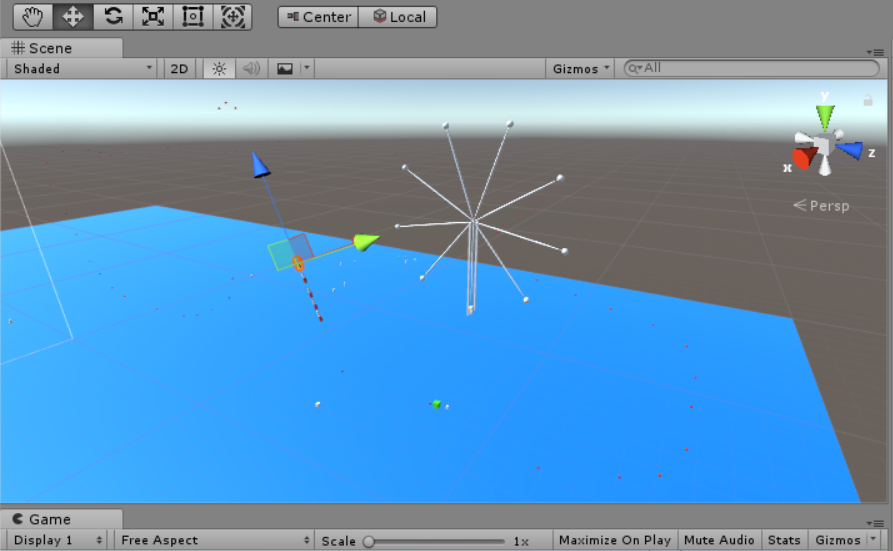 Center Local
Scene
Shaded 2D Gizmos All
y
z
x
Persp
Game
Display 1 Free Aspect Scale 1x Maximize On Play Mute Audio Stats Gizmos